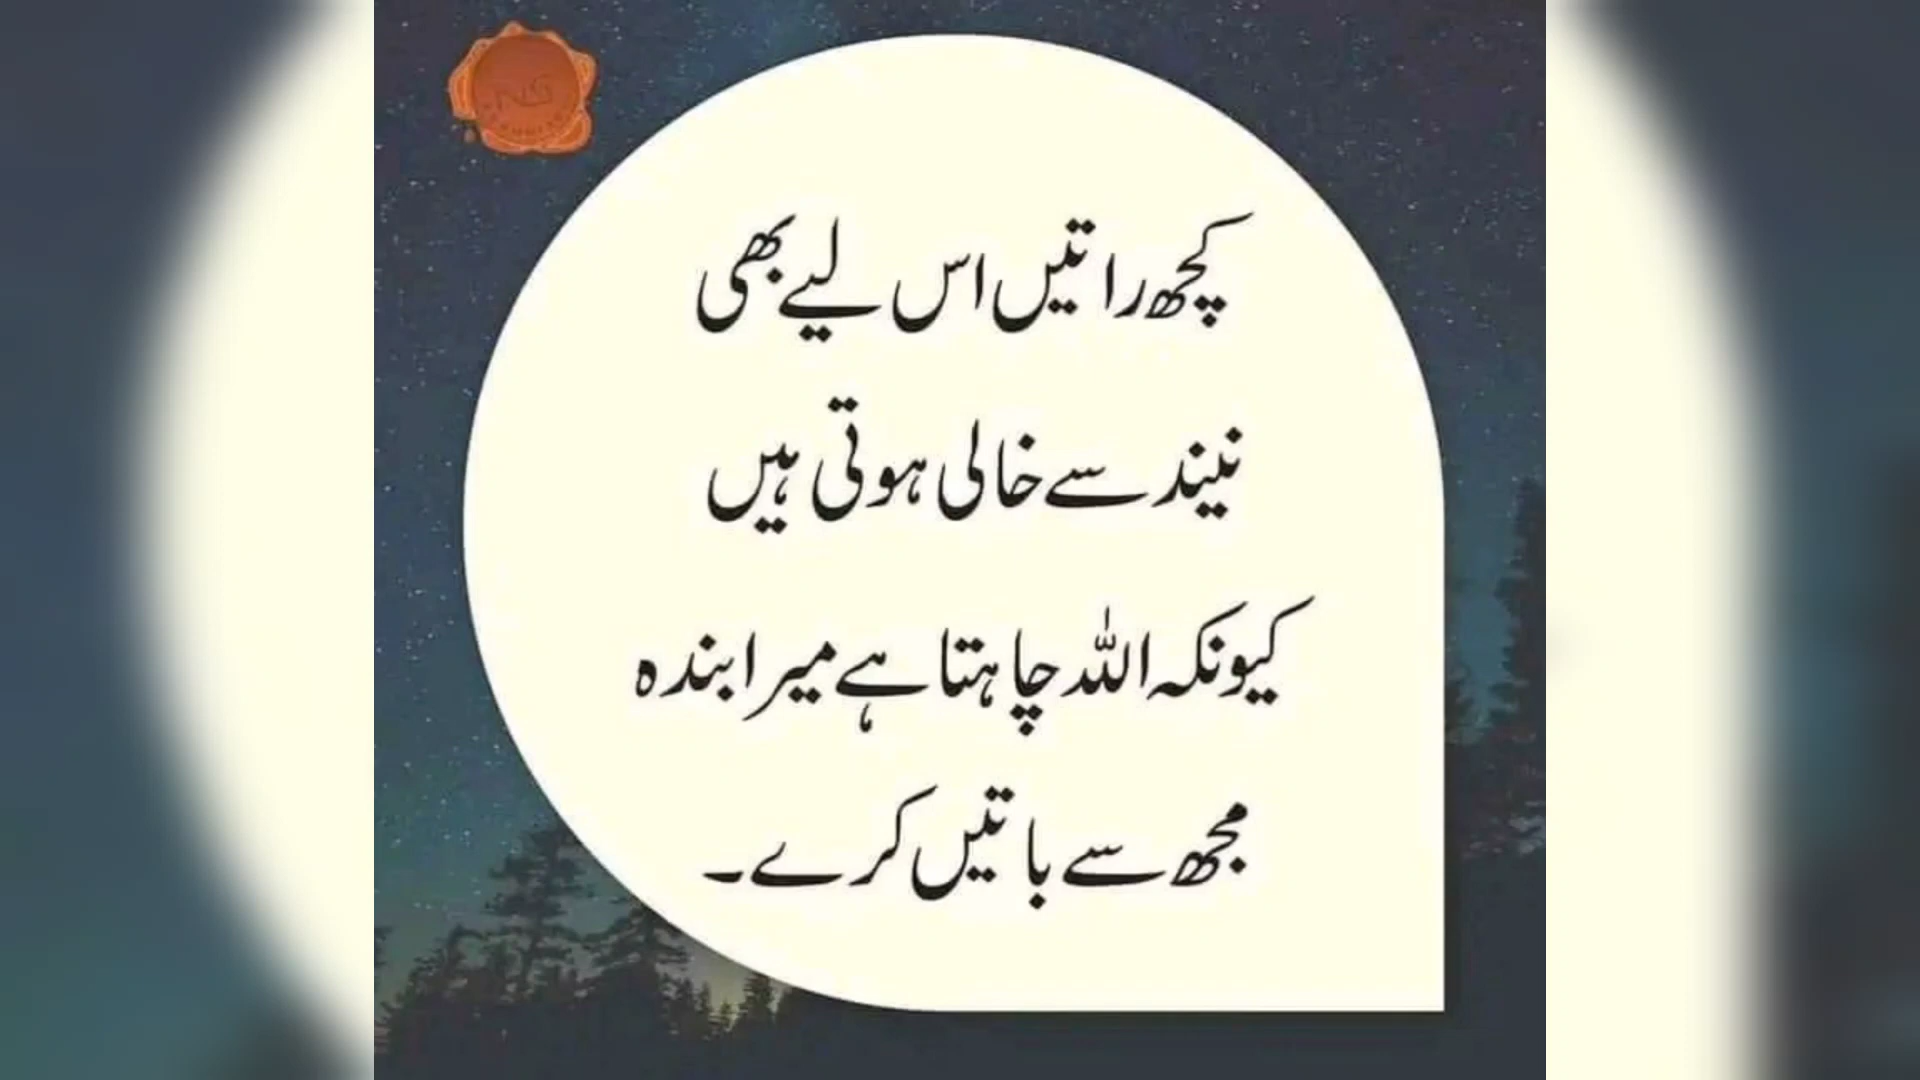 کچھ راتیں اس لیے بھی
نیند سے خالی ہوتی ہیں
کیونکہ اللہ چاہتا ہے میرا بندہ
مجھ سے باتیں کرے۔